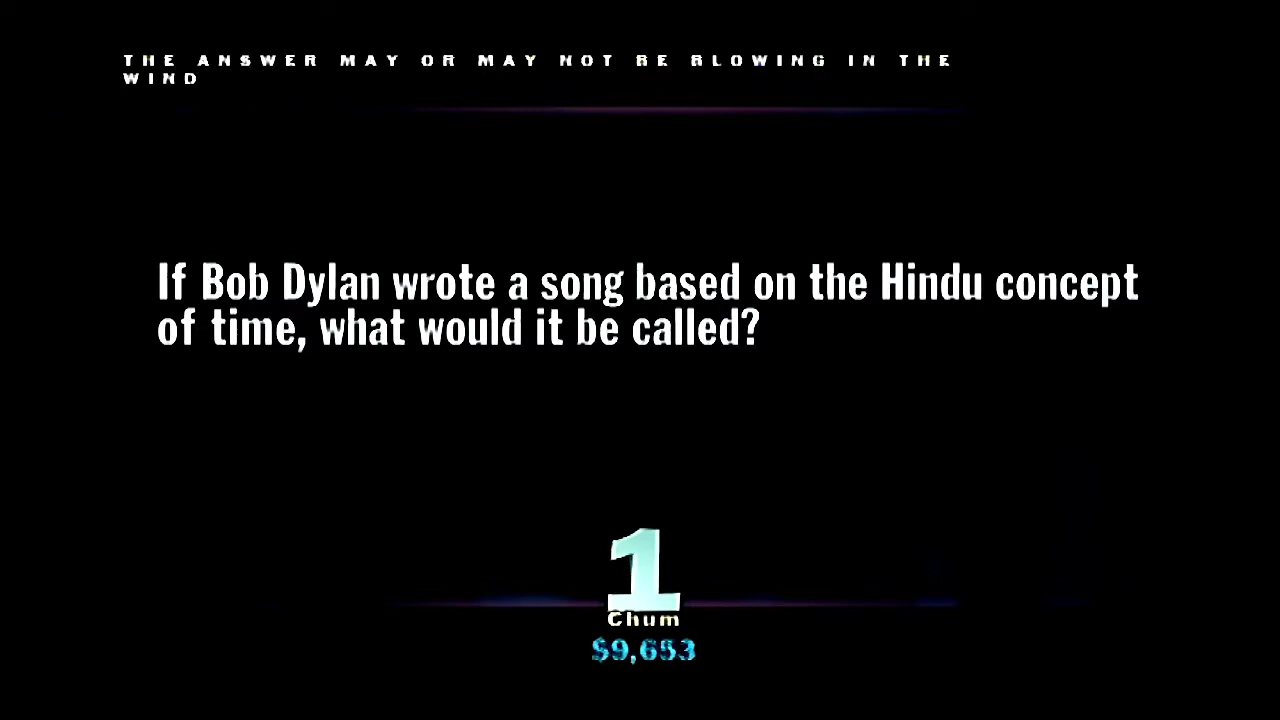 THE ANSWER MAY OR MAY NOT BE BLOWING IN THE
WIND
If Bob Dylan wrote a song based on the Hindu concept
of time, what would it be called?
1
Chum
$9,653